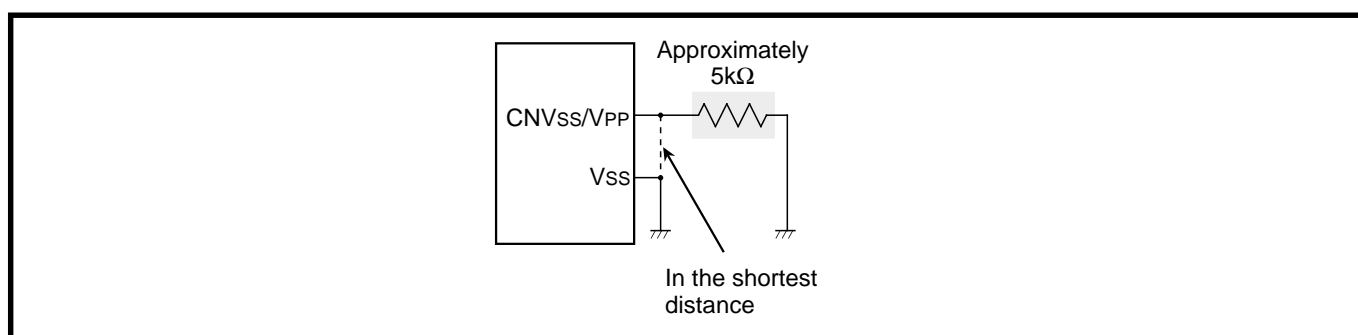 Approximately
5kΩ
CNVSS/VPP
VSS
In the shortest
distance